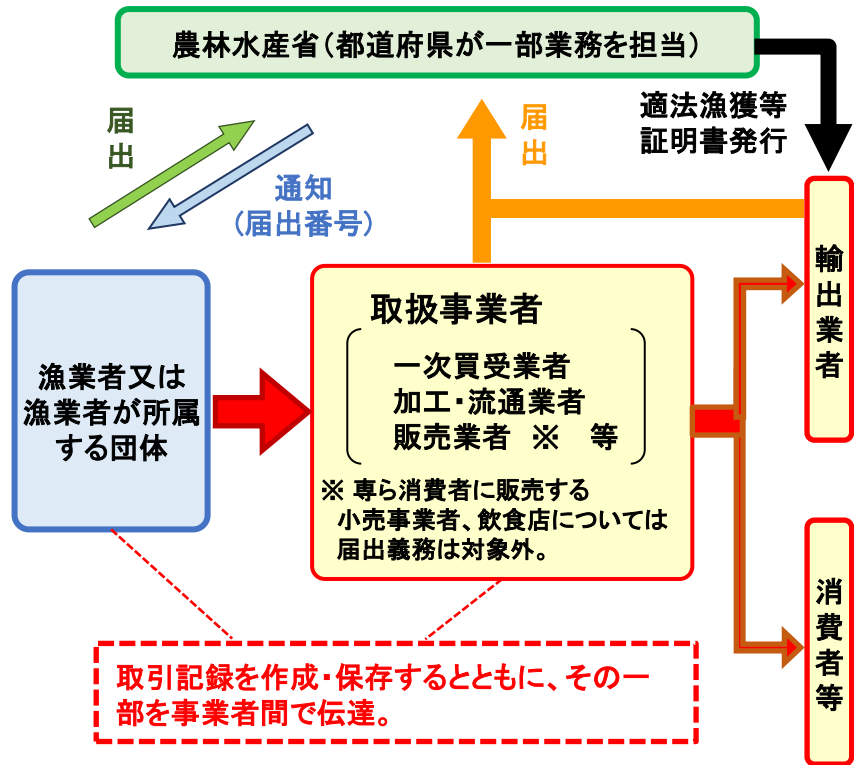 農林水産省（都道府県が一部業務を担当）
届出
通知
（届出番号）
届出
適法漁獲等
証明書発行
漁業者又は
漁業者が所属
する団体
取扱事業者
一次買受業者
加工・流通業者
販売業者 ※ 等
※ 専ら消費者に販売する
小売事業者、飲食店については
届出義務は対象外。
輸出業者
消費者等
取引記録を作成・保存するとともに、その一
部を事業者間で伝達。